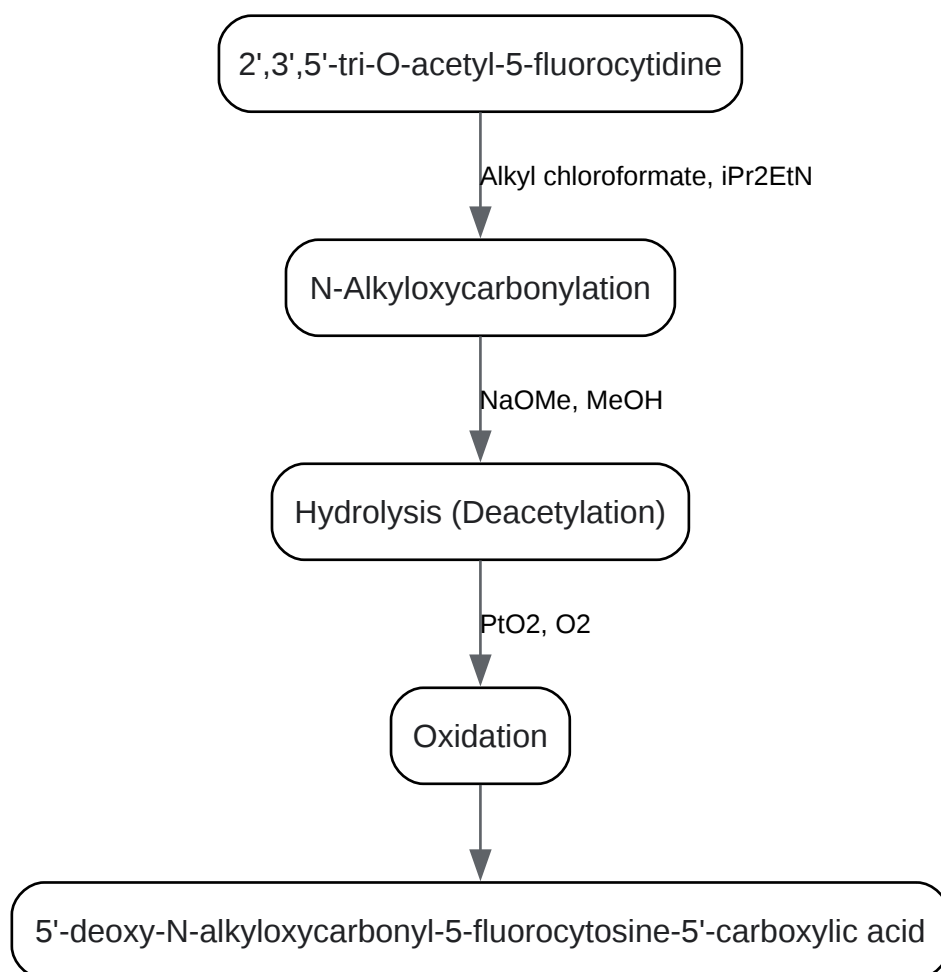 2',3',5'-tri-O-acetyl-5-fluorocytidine
Alkyl chloroformate, iPr2EtN
N-Alkyloxycarbonylation
NaOMe, MeOH
Hydrolysis (Deacetylation)
PtO2, O2
Oxidation
5'-deoxy-N-alkyloxycarbonyl-5-fluorocytosine-5'-carboxylic acid